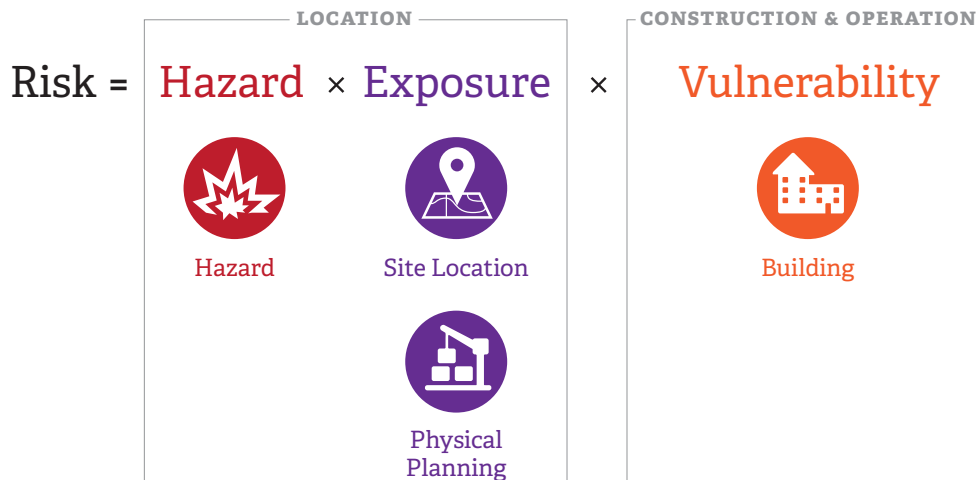 LOCATION
CONSTRUCTION & OPERATION
Risk = Hazard × Exposure × Vulnerability
Hazard
Site Location
Building
Physical
Planning